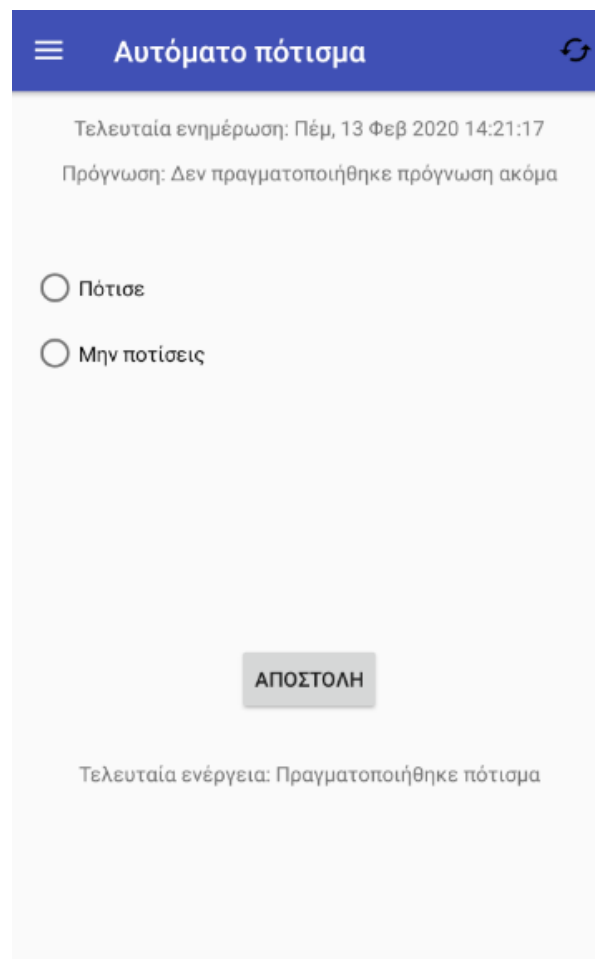 Αυτόματο πότισμα
Τελευταία ενημέρωση: Πέμ, 13 Φεβ 2020 14:21:17
Πρόγνωση: Δεν πραγματοποιήθηκε πρόγνωση ακόμα
Πότισε
Μην ποτίσεις
ΑΠΟΣΤΟΛΗ
Τελευταία ενέργεια: Πραγματοποιήθηκε πότισμα